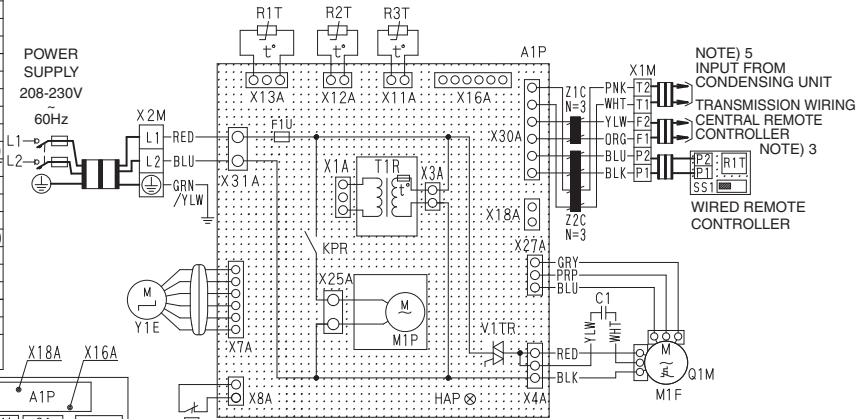 R1T R2T R3T
t° t° t°
A1P
POWER
SUPPLY
208-230V
~
60Hz
L1
L2
X2M
L1 RED
L2 BLU
GRN
/YLW
X13A X12A X11A X16A
F1U
X31A
X1A T1R X3A
t°
X30A
X18A
Z1C
N=3
Z2C
N=3
X1M
PNK T2
WHT T1
YLW F2
ORG F1
BLU P2
BLK P1
NOTE) 5
INPUT FROM
CONDENSING UNIT
TRANSMISSION WIRING
CENTRAL REMOTE
CONTROLLER
NOTE) 3
P2
P1
R1T
SS1
WIRED REMOTE
CONTROLLER
KPR
X27A
GRY
PRP
BLU
X25A
M
~
M1P
M
Y1E
X7A
C1
YLW
WHT
V1TR
RED
BLK
X4A
M
~
Q1M
M1F
X8A
HAP
X18A X16A
A1P